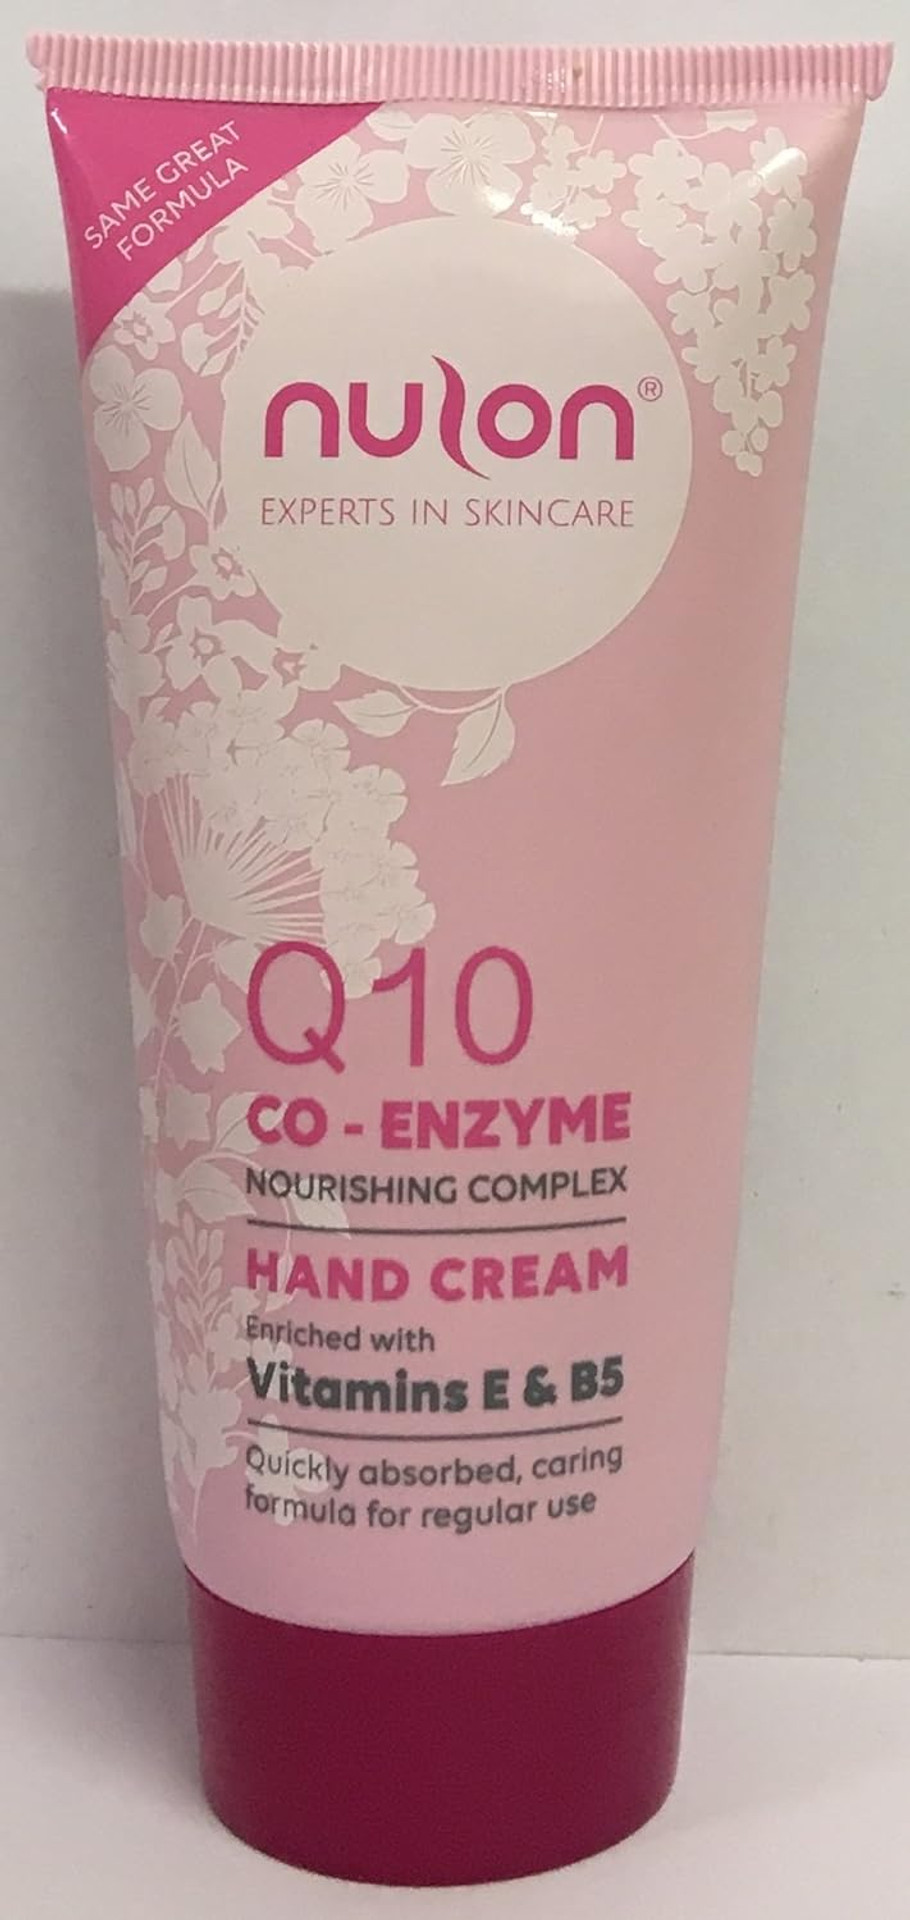 SAME GREAT
FORMULA
nulon®
EXPERTS IN SKINCARE
Q10
CO - ENZYME
NOURISHING COMPLEX
HAND CREAM
Enriched with
Vitamins E & B5
Quickly absorbed, caring
formula for regular use